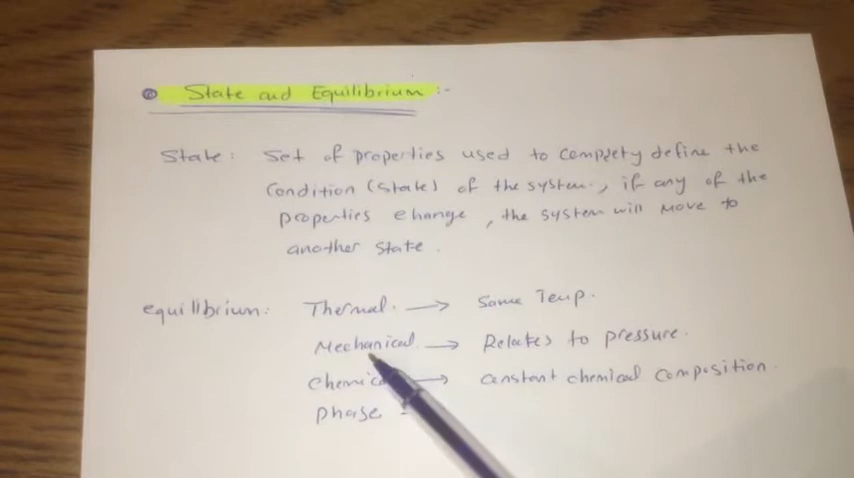 State and Equilibrium :-
State: Set of properties used to complety define the
Condition (state) of the system, if any of the
properties change, the system will move to
another state.
equillibrium: Thermal. → Same Temp.
Mechanical. → Relates to pressure.
chemical → constant chemical composition.
phase